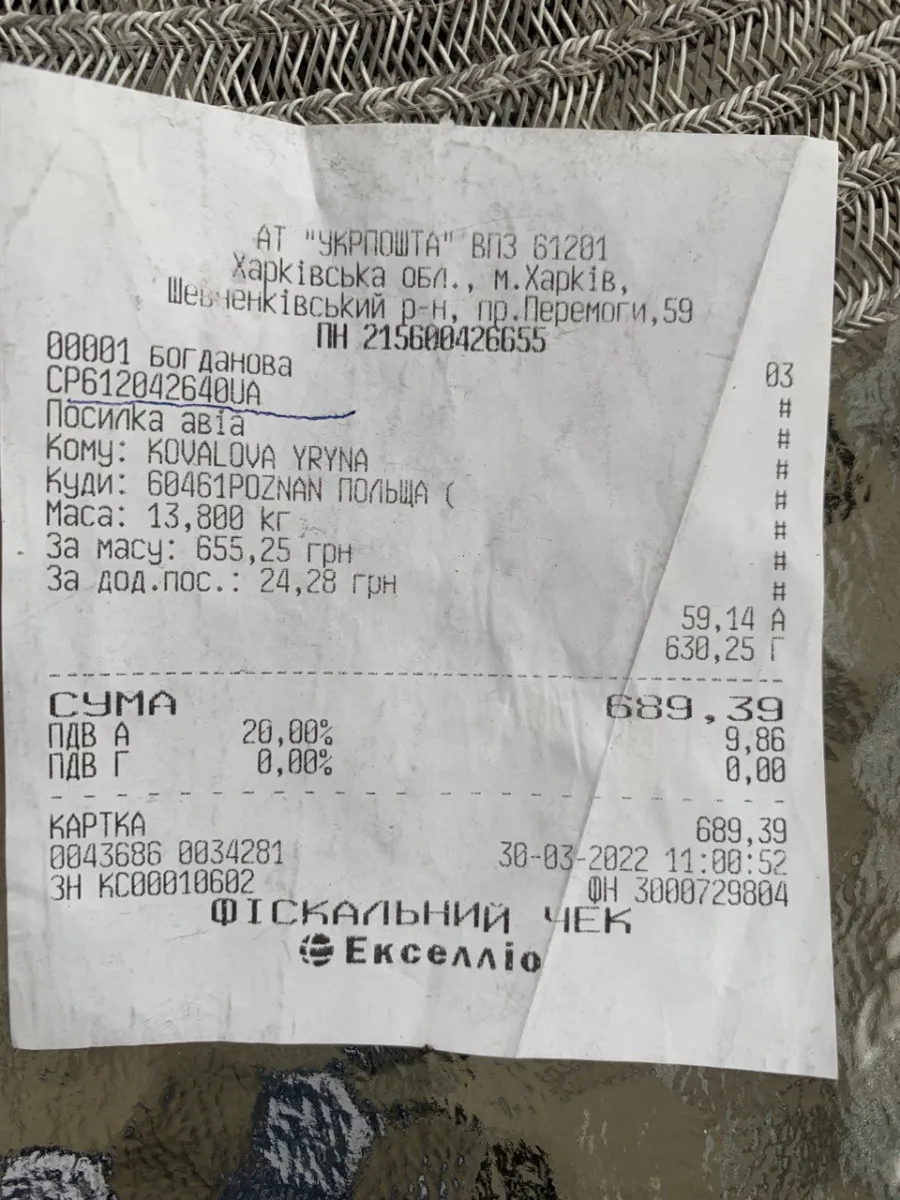 АТ "УКРПОШТА" ВПЗ 61201
Харківська обл., м.Харків,
Шевченківський р-н, пр.Перемоги,59
ПН 215600426655
00001 Богданова 03
CP612042640UA #
Посилка авіа #
Кому: KOVALOVA YRYNA #
Куди: 60461POZNAN ПОЛЬЩА ( #
Маса: 13,800 кг #
За масу: 655,25 грн #
За дод.пос.: 24,28 грн #
59,14 А
630,25 Г
СУМА 689,39
ПДВ А 20,00% 9,86
ПДВ Г 0,00% 0,00
КАРТКА 689,39
0043686 0034281 30-03-2022 11:00:52
ЗН КС00010602 ФН 3000729804
ФІСКАЛЬНИЙ ЧЕК
Екселліо